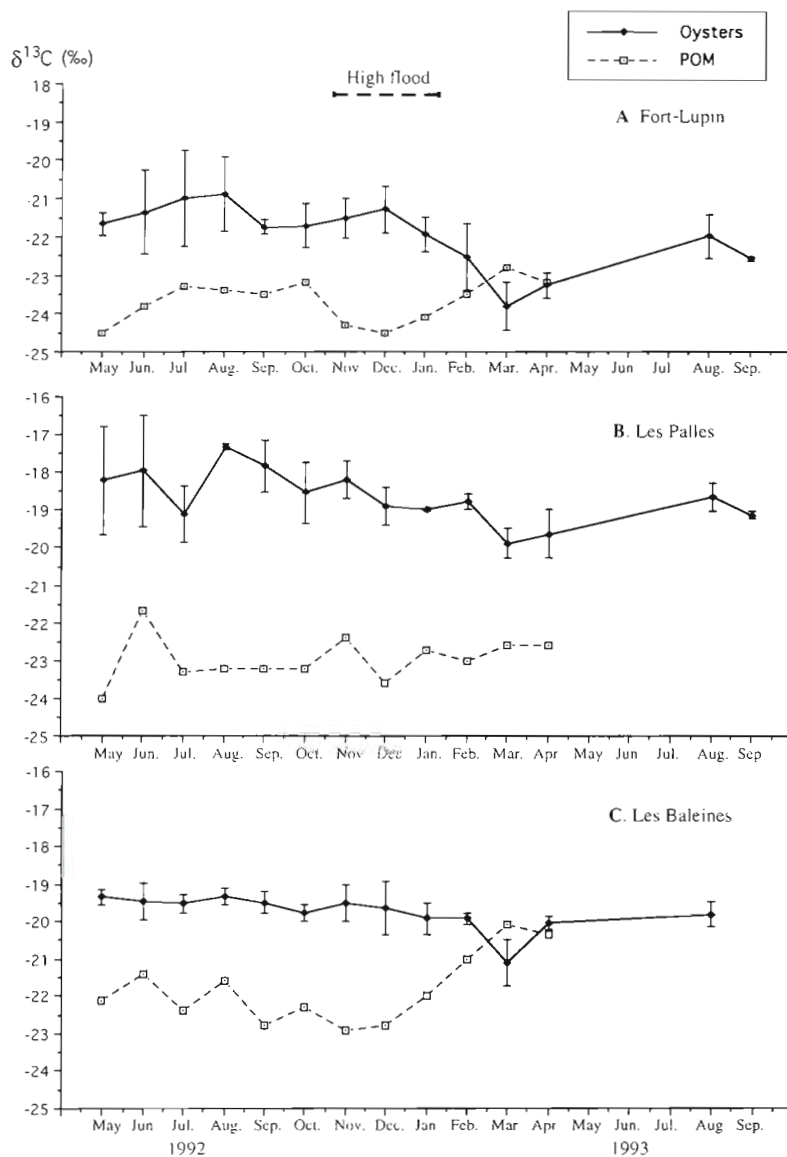 Oysters
POM
δ13C (‰)
High flood
A Fort-Lupin
18
-19
-20
-21
-22
-23
-24
-25
May Jun. Jul Aug. Sep. Oct. Nov Dec. Jan. Feb. Mar. Apr. May Jun Jul. Aug. Sep.
B. Les Palles
-16
-17
-18
-19
-20
-21
-22
-23
-24
-25
May Jun. Jul. Aug. Sep. Oct. Nov Dec Jan. Feb. Mar. Apr May Jun Jul. Aug. Sep
C. Les Baleines
-16
-17
-18
-19
-20
-21
-22
-23
-24
-25
May Jun Jul. Aug. Sep. Oct. Nov. Dec. Jan Feb. Mar Apr May Jun. Jul. Aug Sep.
1992 1993